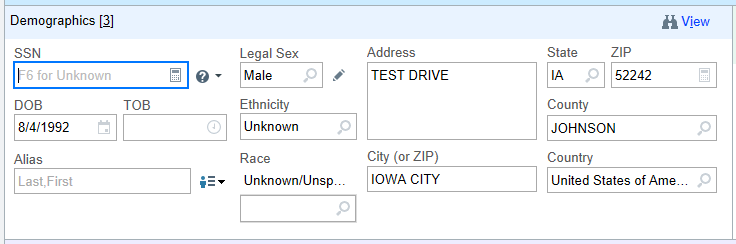 Demographics [3] View
SSN Legal Sex Address State ZIP
F6 for Unknown Male TEST DRIVE IA 52242
DOB TOB Ethnicity County
8/4/1992 Unknown JOHNSON
Alias Race City (or ZIP) Country
Last,First Unknown/Unsp... IOWA CITY United States of Ame...